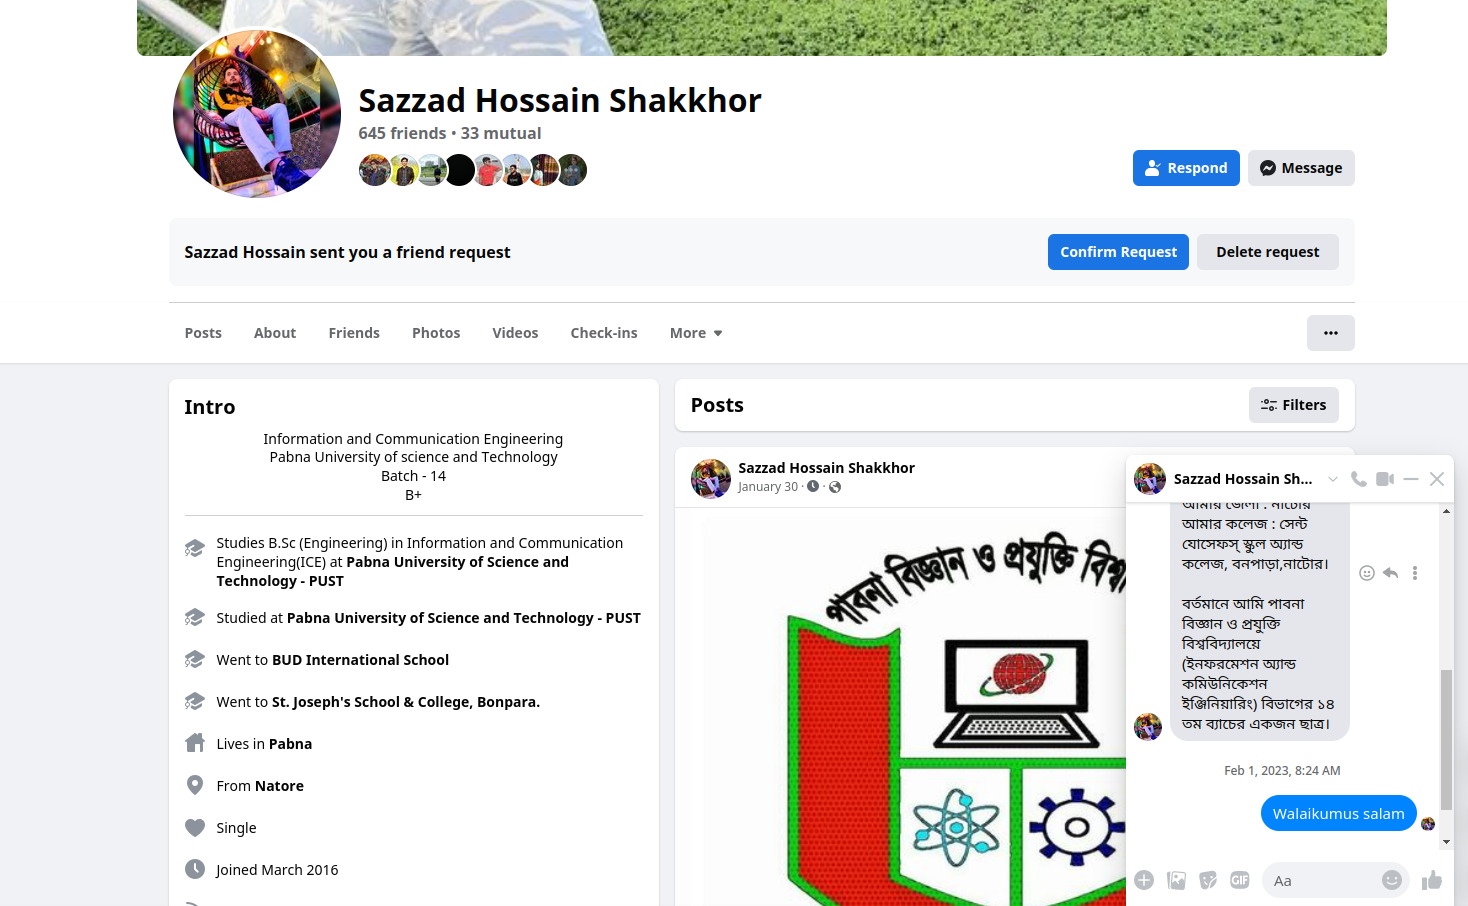 Sazzad Hossain Shakkhor
645 friends • 33 mutual
Respond
Message
Sazzad Hossain sent you a friend request
Confirm Request
Delete request
Posts
About
Friends
Photos
Videos
Check-ins
More
Intro
Information and Communication Engineering
Pabna University of science and Technology
Batch - 14
B+
Studies B.Sc (Engineering) in Information and Communication
Engineering(ICE) at Pabna University of Science and
Technology - PUST
Studied at Pabna University of Science and Technology - PUST
Went to BUD International School
Went to St. Joseph's School & College, Bonpara.
Lives in Pabna
From Natore
Single
Joined March 2016
Posts
Filters
Sazzad Hossain Shakkhor
January 30
পাবনা বিজ্ঞান ও প্রযুক্তি
Sazzad Hossain Sh...
আমার জেলা : নাটোর
আমার কলেজ : সেন্ট
যোসেফস্ স্কুল অ্যান্ড
কলেজ, বনপাড়া,নাটোর।
বর্তমানে আমি পাবনা
বিজ্ঞান ও প্রযুক্তি
বিশ্ববিদ্যালয়ে
(ইনফরমেশন অ্যান্ড
কমিউনিকেশন
ইঞ্জিনিয়ারিং) বিভাগের ১৪
তম ব্যাচের একজন ছাত্র।
Feb 1, 2023, 8:24 AM
Walaikumus salam
GIF
Aa